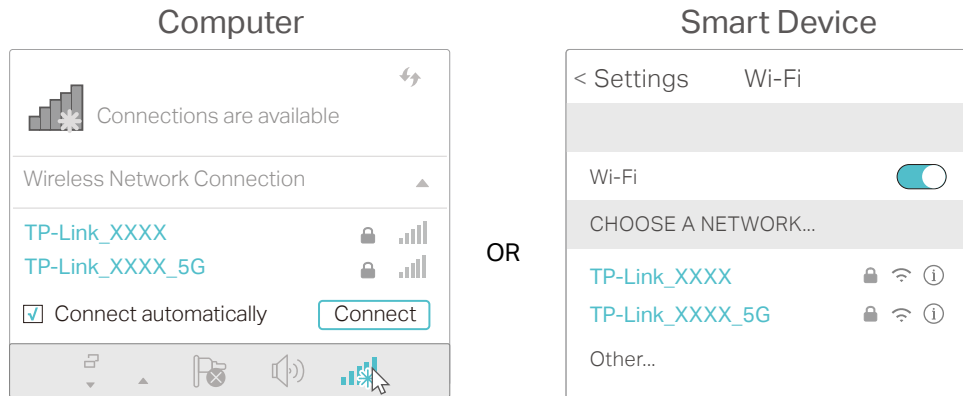 Computer
Connections are available
Wireless Network Connection
TP-Link_XXXX
TP-Link_XXXX_5G
Connect automatically
Connect
OR
Smart Device
< Settings Wi-Fi
Wi-Fi
CHOOSE A NETWORK...
TP-Link_XXXX
TP-Link_XXXX_5G
Other...